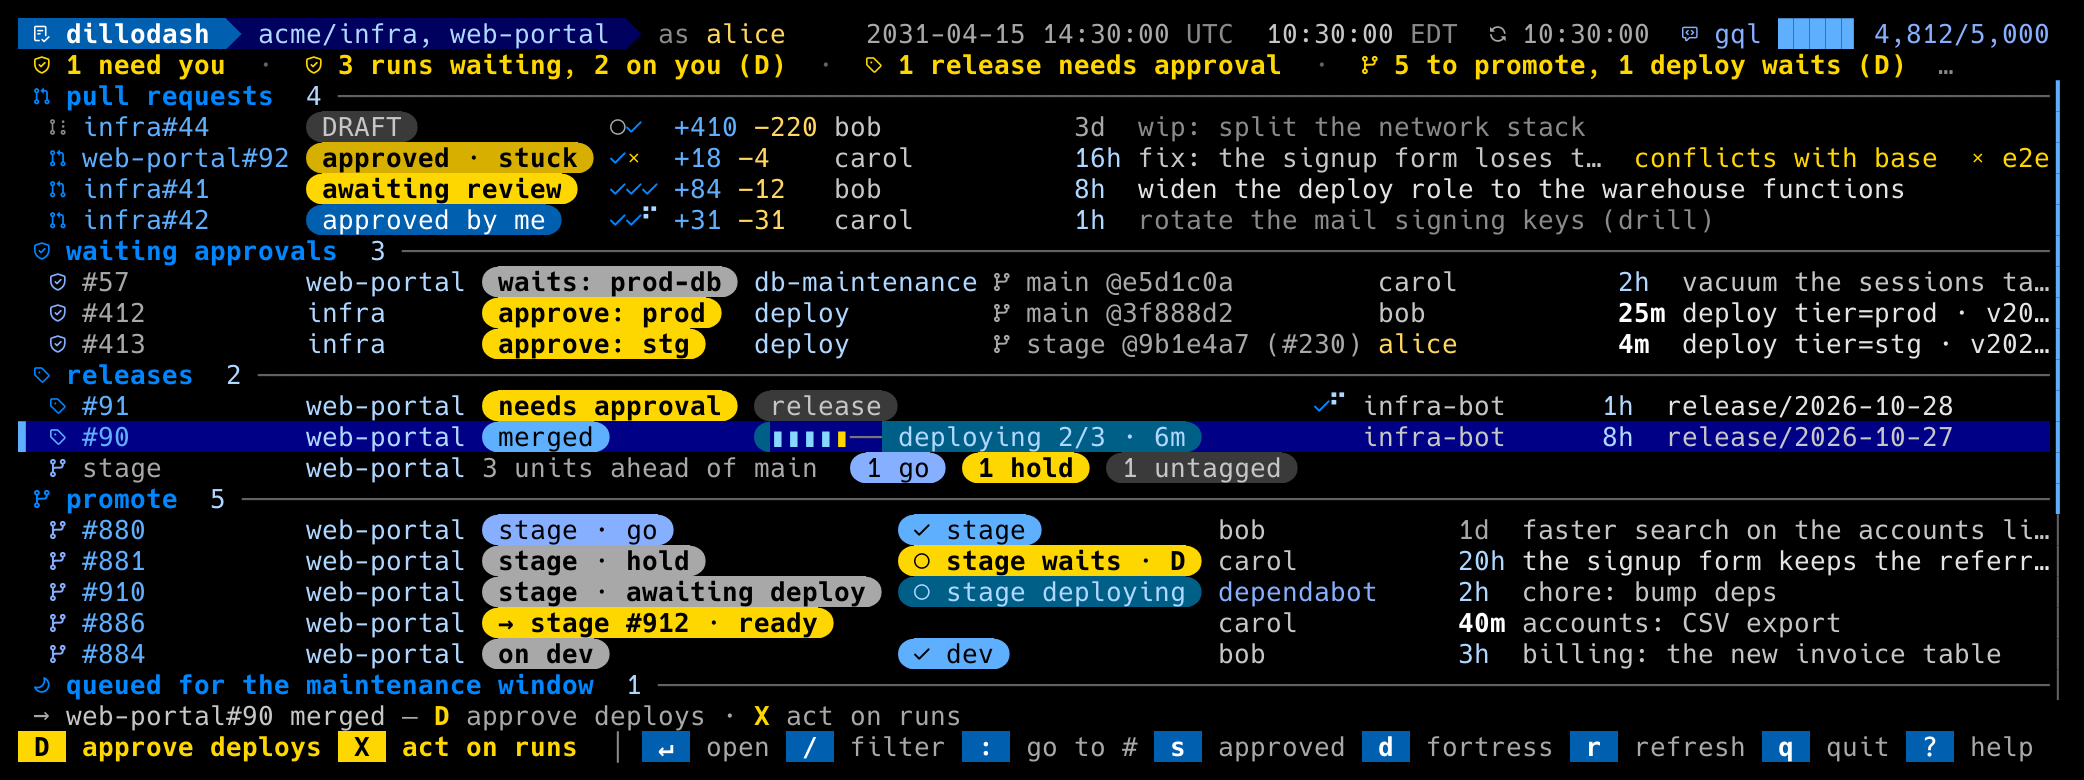 dillodash acme/infra, web-portal as alice 2031-04-15 14:30:00 UTC 10:30:00 EDT 10:30:00 gql 4,812/5,000
1 need you · 3 runs waiting, 2 on you (D) · 1 release needs approval · 5 to promote, 1 deploy waits (D) …
pull requests 4
infra#44 DRAFT ○✓ +410 −220 bob 3d wip: split the network stack
web-portal#92 approved · stuck ✓× +18 −4 carol 16h fix: the signup form loses t… conflicts with base × e2e
infra#41 awaiting review ✓✓✓ +84 −12 bob 8h widen the deploy role to the warehouse functions
infra#42 approved by me ✓✓ +31 −31 carol 1h rotate the mail signing keys (drill)
waiting approvals 3
#57 web-portal waits: prod-db db-maintenance main @e5d1c0a carol 2h vacuum the sessions ta…
#412 infra approve: prod deploy main @3f888d2 bob 25m deploy tier=prod · v20…
#413 infra approve: stg deploy stage @9b1e4a7 (#230) alice 4m deploy tier=stg · v202…
releases 2
#91 web-portal needs approval release ✓ infra-bot 1h release/2026-10-28
#90 web-portal merged deploying 2/3 · 6m infra-bot 8h release/2026-10-27
stage web-portal 3 units ahead of main 1 go 1 hold 1 untagged
promote 5
#880 web-portal stage · go ✓ stage bob 1d faster search on the accounts li…
#881 web-portal stage · hold ○ stage waits · D carol 20h the signup form keeps the referr…
#910 web-portal stage · awaiting deploy ○ stage deploying dependabot 2h chore: bump deps
#886 web-portal → stage #912 · ready carol 40m accounts: CSV export
#884 web-portal on dev ✓ dev bob 3h billing: the new invoice table
queued for the maintenance window 1
→ web-portal#90 merged — D approve deploys · X act on runs
D approve deploys X act on runs │ ↵ open / filter : go to # s approved d fortress r refresh q quit ? help